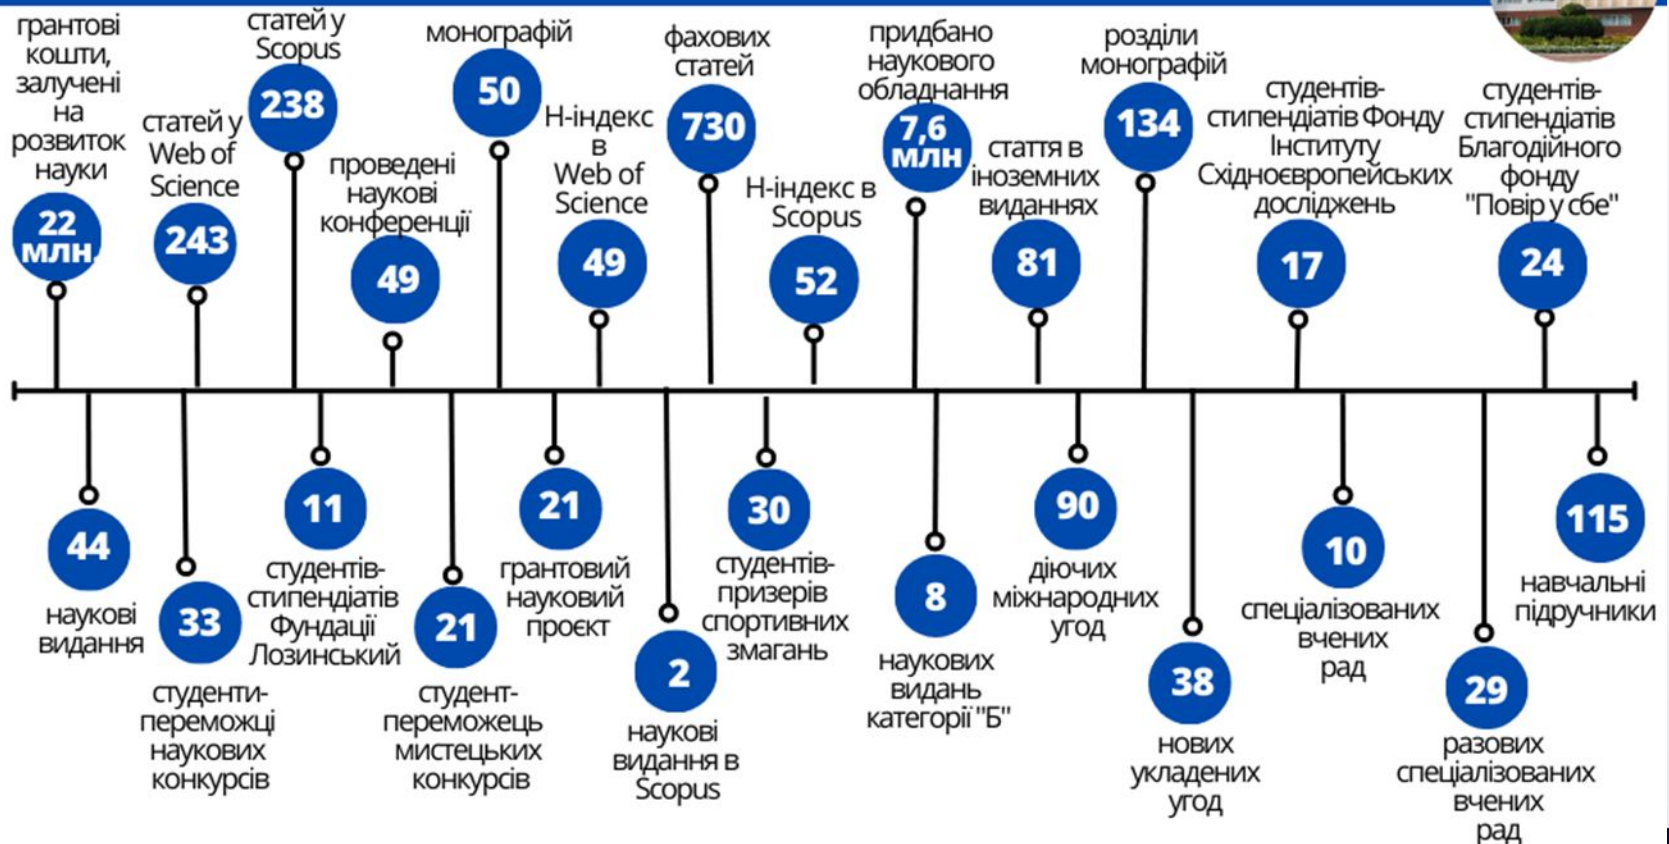 грантові
кошти,
залучені
на
розвиток
науки
22
млн
статей у
Web of
Science
243
статей у
Scopus
238
проведені
наукові
конференції
49
монографій
50
Н-індекс
в
Web of
Science
49
фахових
статей
730
Н-індекс в
Scopus
52
придбано
наукового
обладнання
7,6
млн
стаття в
іноземних
виданнях
81
розділи
монографій
134
студентів-
стипендіатів Фонду
Інституту
Східноєвропейських
досліджень
17
студентів-
стипендіатів
Благодійного
фонду
"Повір у сбе"
24
44
наукові
видання
33
студенти-
переможці
наукових
конкурсів
11
студентів-
стипендіатів
Фундації
Лозинський
21
студент-
переможець
мистецьких
конкурсів
21
грантовий
науковий
проєкт
2
наукові
видання в
Scopus
30
студентів-
призерів
спортивних
змагань
8
наукових
видань
категорії "Б"
90
діючих
міжнародних
угод
38
нових
укладених
угод
10
спеціалізованих
вчених
рад
29
разових
спеціалізованих
вчених
рад
115
навчальні
підручники